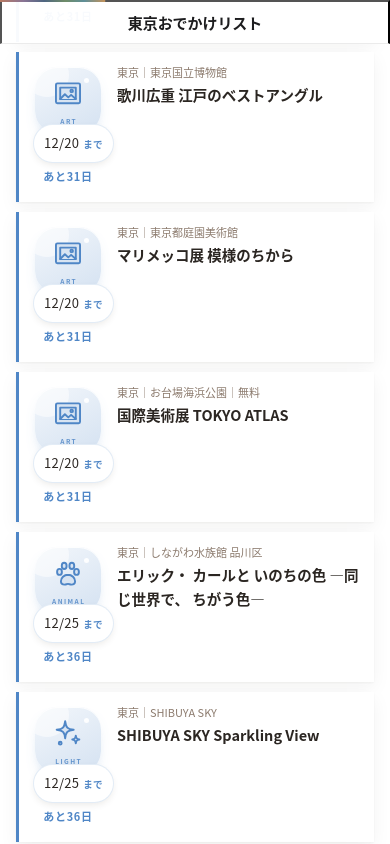 あと31日
東京おでかけリスト
東京｜東京国立博物館
歌川広重 江戸のベストアングル
ART
12/20 まで
あと31日
東京｜東京都庭園美術館
マリメッコ展 模様のちから
ART
12/20 まで
あと31日
東京｜お台場海浜公園｜無料
国際美術展 TOKYO ATLAS
ART
12/20 まで
あと31日
東京｜しながわ水族館 品川区
エリック・ カールと いのちの色 ―同
じ世界で、 ちがう色―
ANIMAL
12/25 まで
あと36日
東京｜SHIBUYA SKY
SHIBUYA SKY Sparkling View
LIGHT
12/25 まで
あと36日